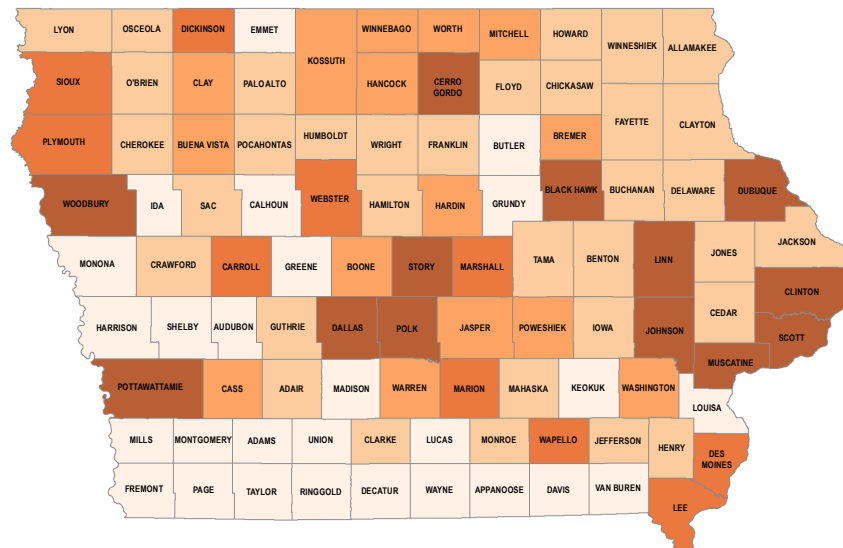 LYON
OSCEOLA
DICKINSON
EMMET
WINNEBAGO
WORTH
MITCHELL
HOWARD
WINNESHIEK
ALLAMAKEE
KOSSUTH
SIOUX
O'BRIEN
CLAY
PALO ALTO
HANCOCK
CERRO
GORDO
FLOYD
CHICKASAW
FAYETTE
CLAYTON
PLYMOUTH
CHEROKEE
BUENA VISTA
POCAHONTAS
HUMBOLDT
WRIGHT
FRANKLIN
BUTLER
BREMER
WOODBURY
IDA
SAC
CALHOUN
WEBSTER
HAMILTON
HARDIN
GRUNDY
BLACK HAWK
BUCHANAN
DELAWARE
DUBUQUE
MONONA
CRAWFORD
CARROLL
GREENE
BOONE
STORY
MARSHALL
TAMA
BENTON
LINN
JONES
JACKSON
CLINTON
HARRISON
SHELBY
AUDUBON
GUTHRIE
DALLAS
POLK
JASPER
POWESHIEK
IOWA
JOHNSON
CEDAR
SCOTT
MUSCATINE
POTTAWATTAMIE
CASS
ADAIR
MADISON
WARREN
MARION
MAHASKA
KEOKUK
WASHINGTON
LOUISA
MILLS
MONTGOMERY
ADAMS
UNION
CLARKE
LUCAS
MONROE
WAPELLO
JEFFERSON
HENRY
DES
MOINES
FREMONT
PAGE
TAYLOR
RINGGOLD
DECATUR
WAYNE
APPANOOSE
DAVIS
VAN BUREN
LEE